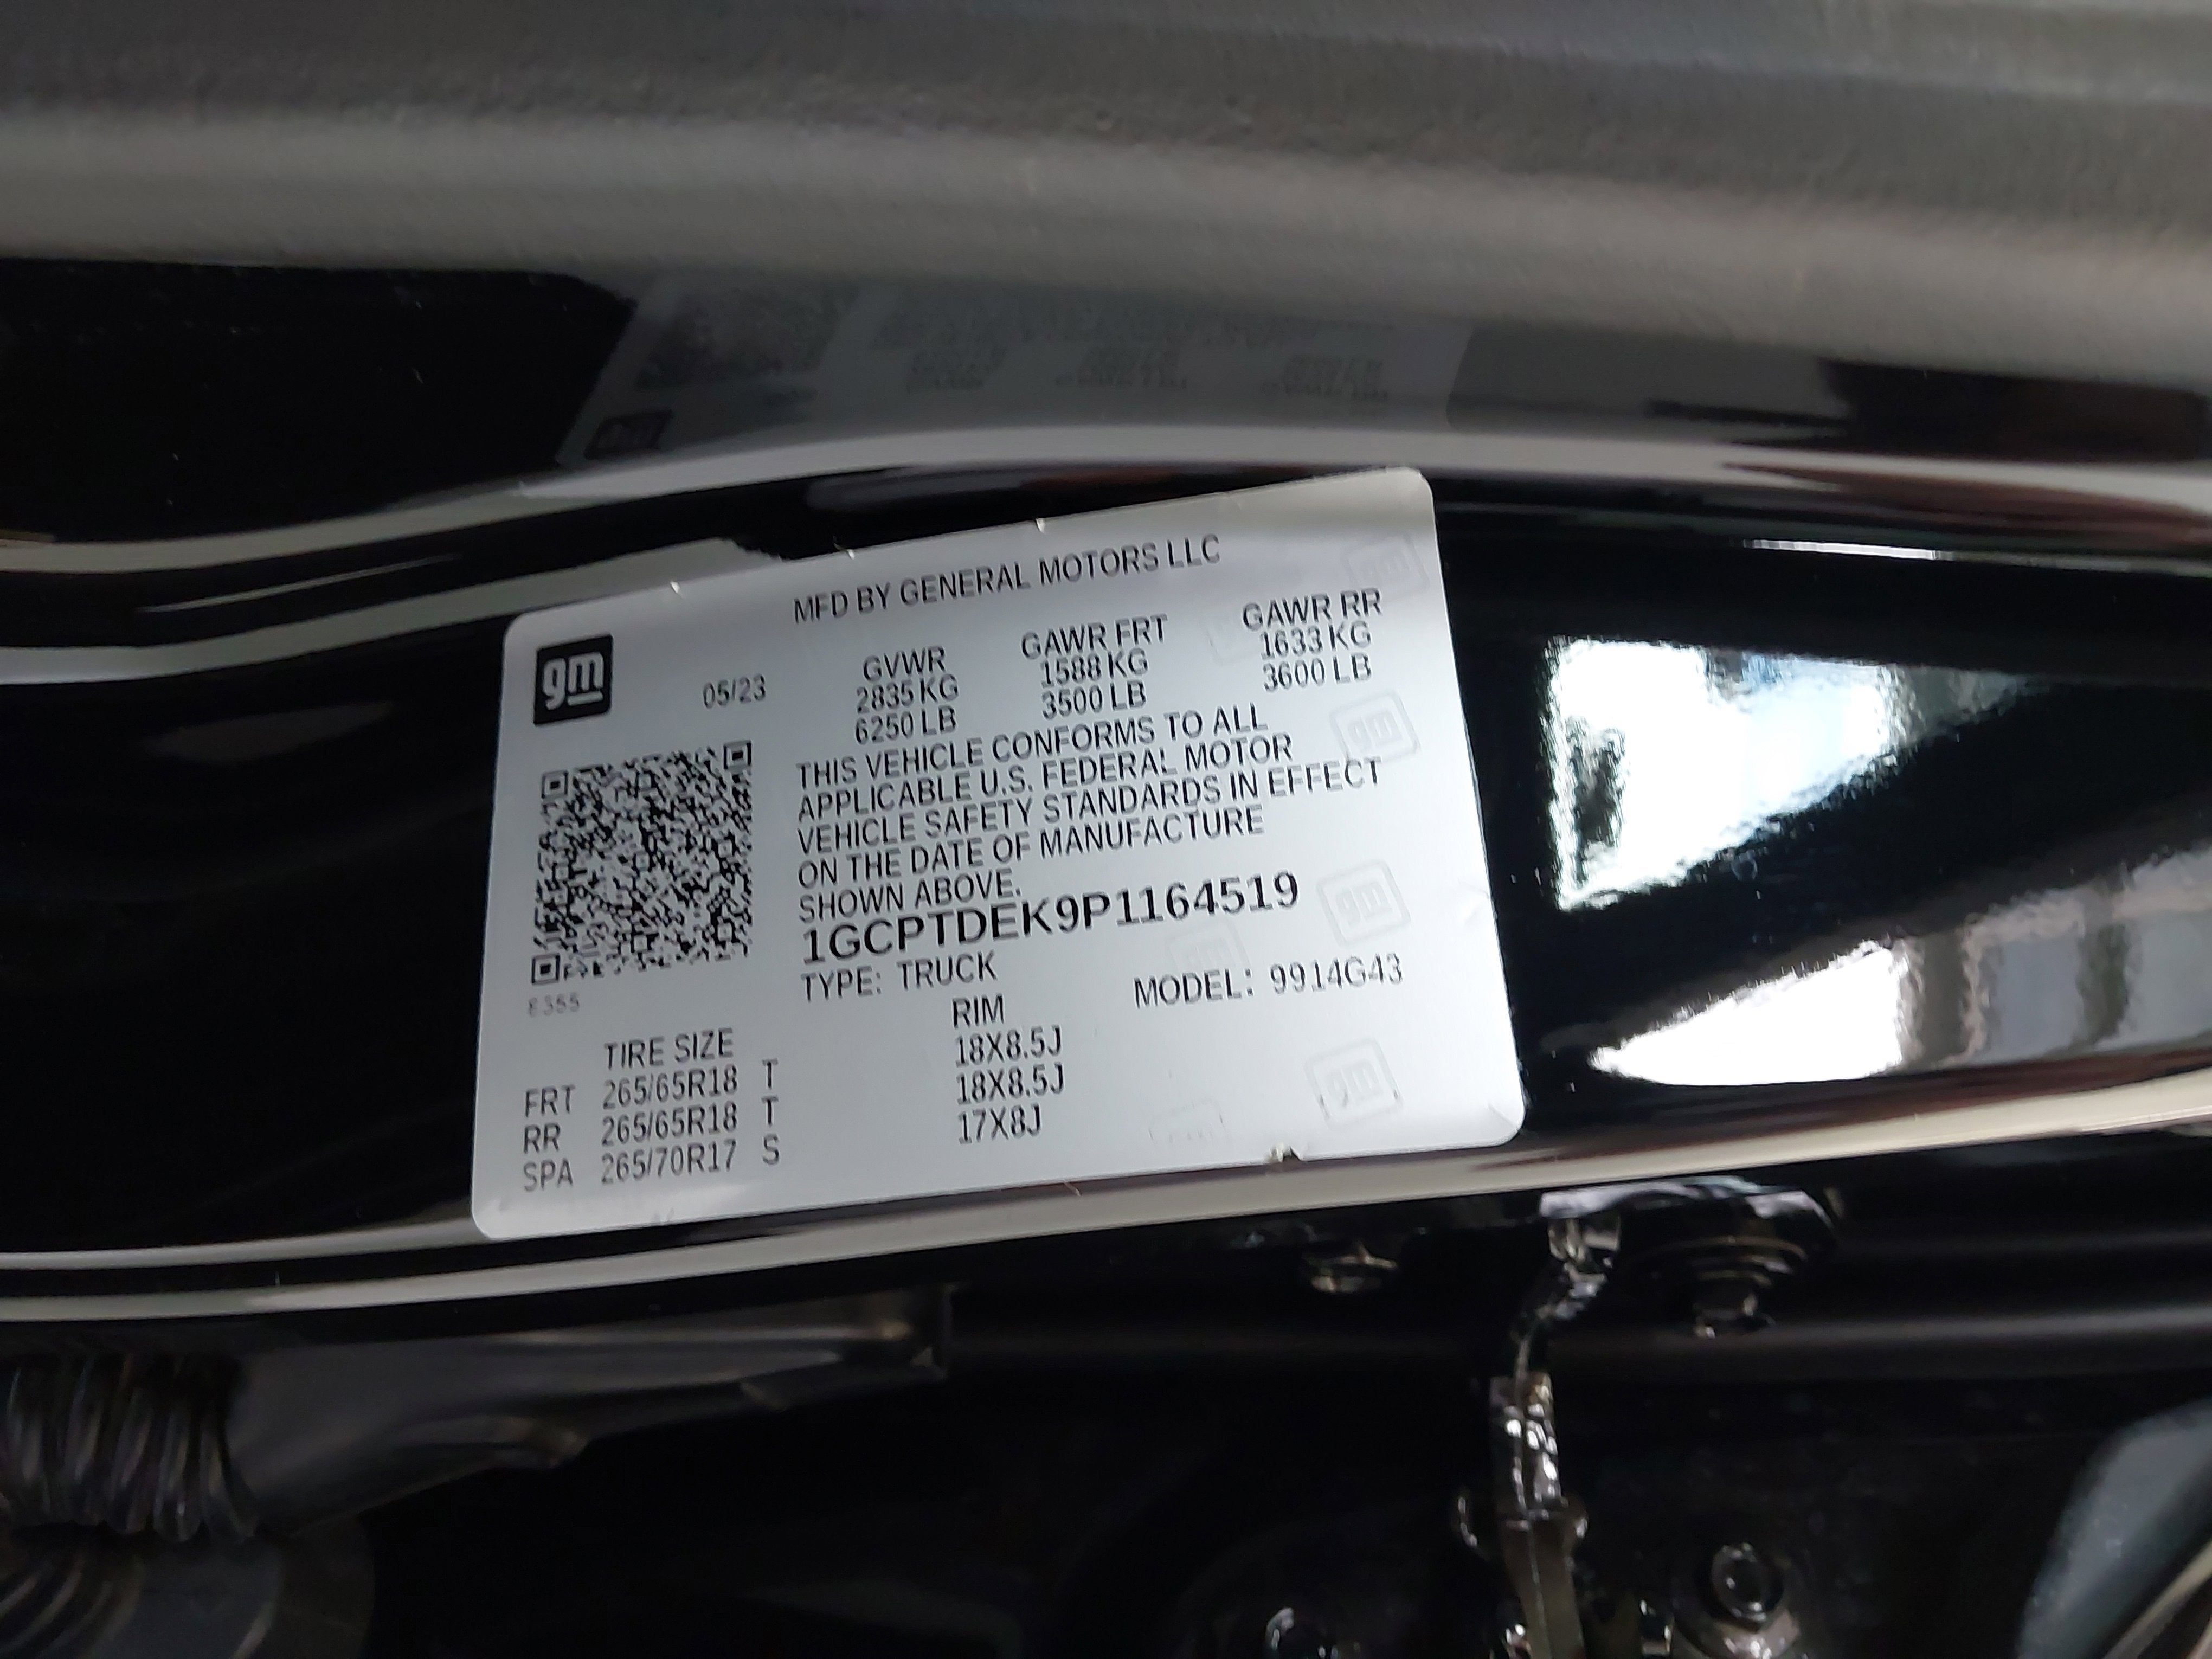 MFD BY GENERAL MOTORS LLC
gm
05/23
GVWR GAWR FRT GAWR RR
2835 KG 1588 KG 1633 KG
6250 LB 3500 LB 3600 LB
THIS VEHICLE CONFORMS TO ALL
APPLICABLE U.S. FEDERAL MOTOR
VEHICLE SAFETY STANDARDS IN EFFECT
ON THE DATE OF MANUFACTURE
SHOWN ABOVE.
1GCPTDEK9P1164519
TYPE: TRUCK MODEL: 9914G43
TIRE SIZE RIM
FRT 265/65R18 T 18X8.5J
RR 265/65R18 T 18X8.5J
SPA 265/70R17 S 17X8J